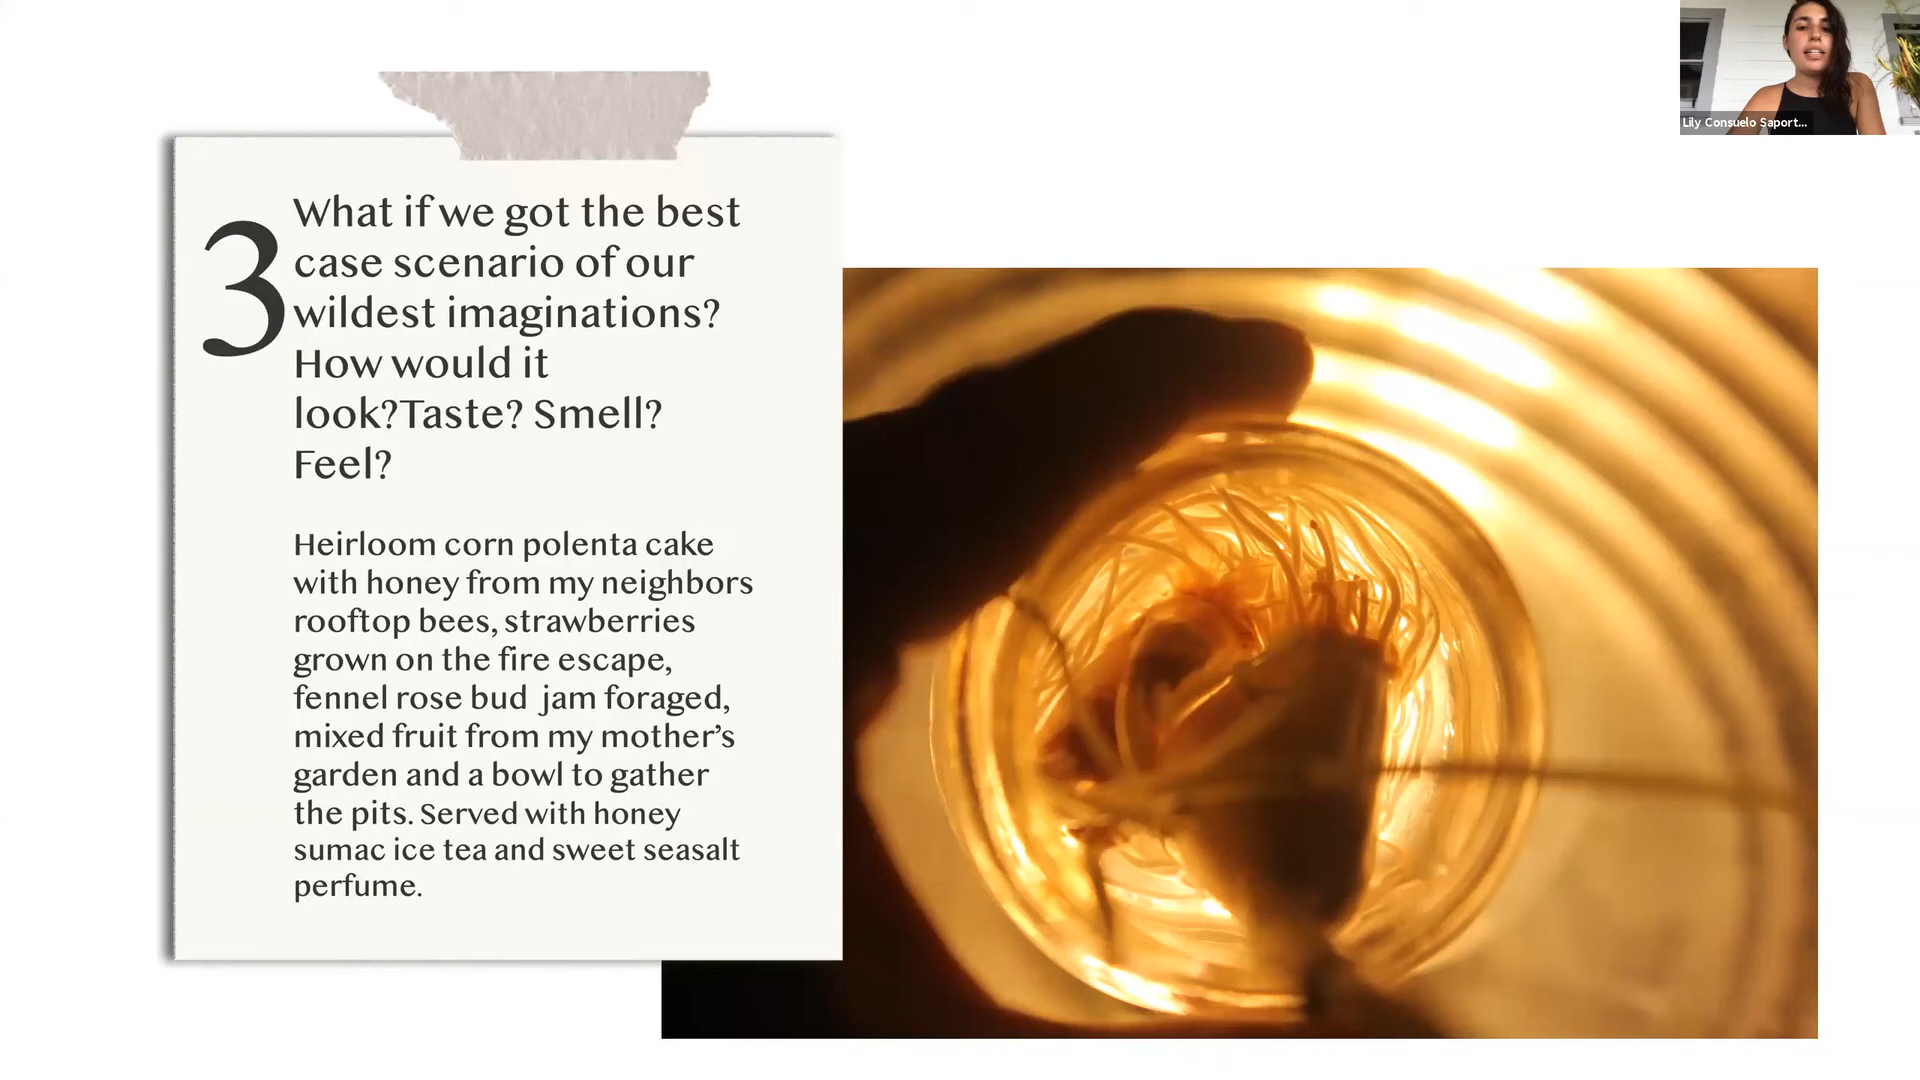 Lily Consuelo Saport...
3
What if we got the best
case scenario of our
wildest imaginations?
How would it
look?Taste? Smell?
Feel?
Heirloom corn polenta cake
with honey from my neighbors
rooftop bees, strawberries
grown on the fire escape,
fennel rose bud  jam foraged,
mixed fruit from my mother’s
garden and a bowl to gather
the pits. Served with honey
sumac ice tea and sweet seasalt
perfume.